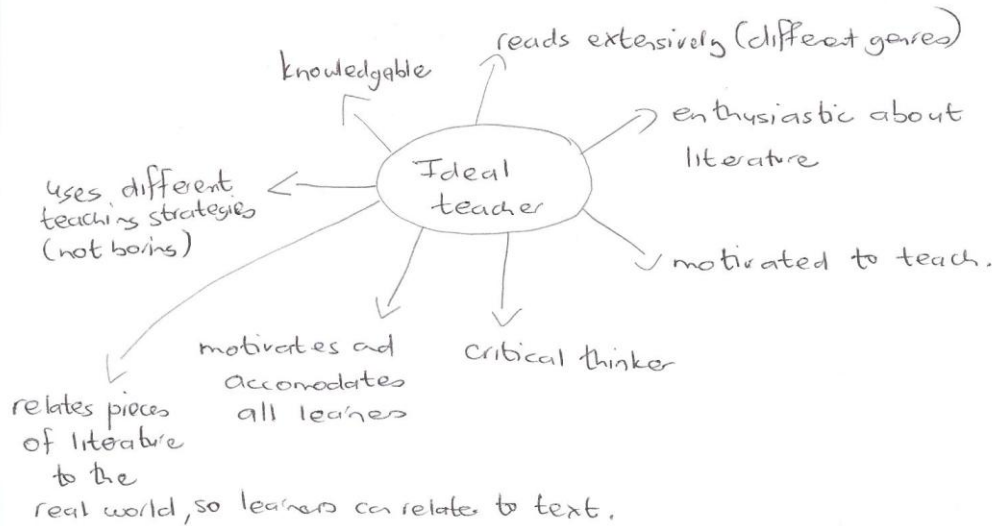 reads extensively (different genres)
knowledgable
enthusiastic about
literature
Ideal
teacher
uses different
teaching strategies
(not boring)
motivated to teach.
motivates ad
accomodates
all learners
critical thinker
relates pieces
of literature
to the
real world, so learners can relate to text.